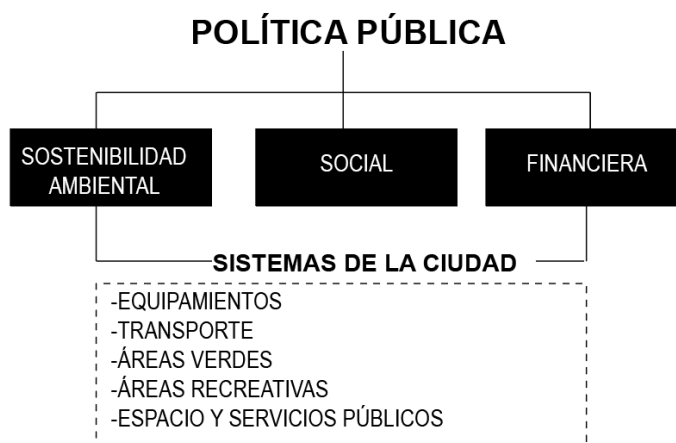 POLÍTICA PÚBLICA
SOSTENIBILIDAD
AMBIENTAL
SOCIAL
FINANCIERA
SISTEMAS DE LA CIUDAD
-EQUIPAMIENTOS
-TRANSPORTE
-ÁREAS VERDES
-ÁREAS RECREATIVAS
-ESPACIO Y SERVICIOS PÚBLICOS